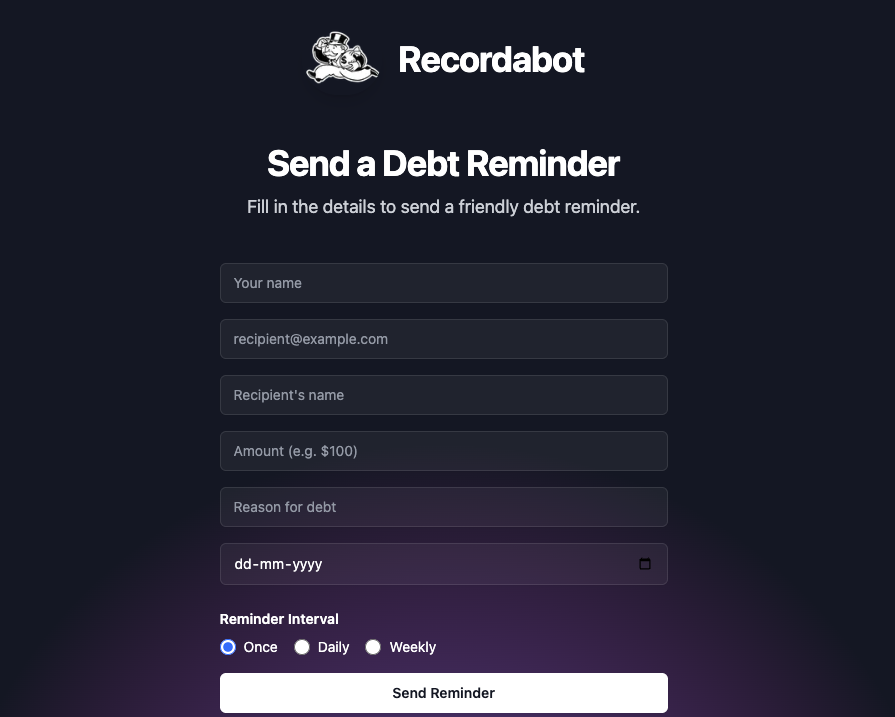 Recordabot
Send a Debt Reminder
Fill in the details to send a friendly debt reminder.
Your name
recipient@example.com
Recipient's name
Amount (e.g. $100)
Reason for debt
dd-mm-yyyy
Reminder Interval
Once Daily Weekly
Send Reminder